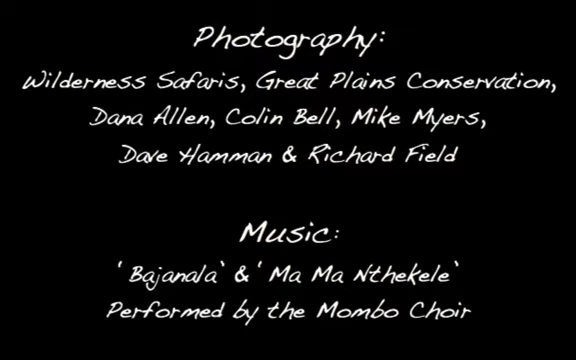 Photography:
Wilderness Safaris, Great Plains Conservation,
Dana Allen, Colin Bell, Mike Myers,
Dave Hamman & Richard Field
Music:
'Bajanala' & 'Ma Ma Nthekele'
Performed by the Mombo Choir